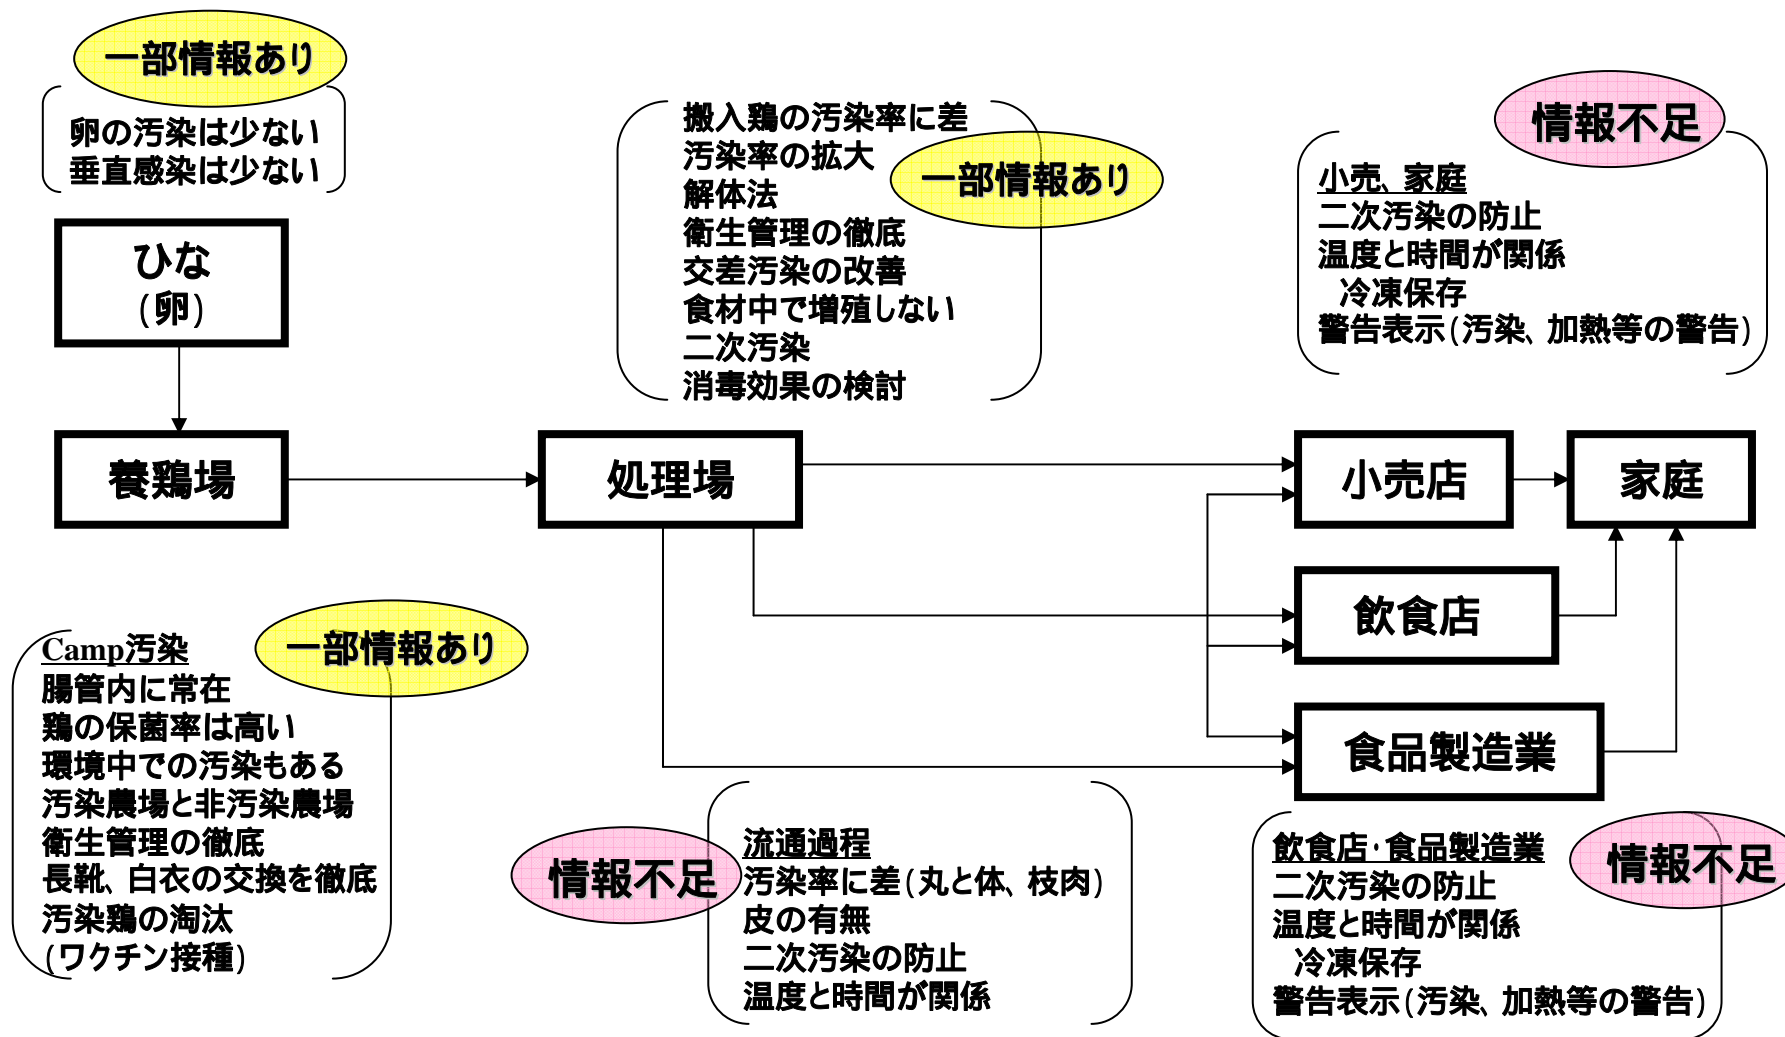 一部情報あり
卵の汚染は少ない
垂直感染は少ない
ひな
(卵)
養鶏場
一部情報あり
Camp汚染
腸管内に常在
鶏の保菌率は高い
環境中での汚染もある
汚染農場と非汚染農場
衛生管理の徹底
長靴、白衣の交換を徹底
汚染鶏の淘汰
(ワクチン接種)
搬入鶏の汚染率に差
汚染率の拡大
解体法
衛生管理の徹底
交差汚染の改善
食材中で増殖しない
二次汚染
消毒効果の検討
一部情報あり
処理場
情報不足
流通過程
汚染率に差(丸と体、枝肉)
皮の有無
二次汚染の防止
温度と時間が関係
情報不足
小売、家庭
二次汚染の防止
温度と時間が関係
冷凍保存
警告表示(汚染、加熱等の警告)
小売店
家庭
飲食店
食品製造業
情報不足
飲食店・食品製造業
二次汚染の防止
温度と時間が関係
冷凍保存
警告表示(汚染、加熱等の警告)